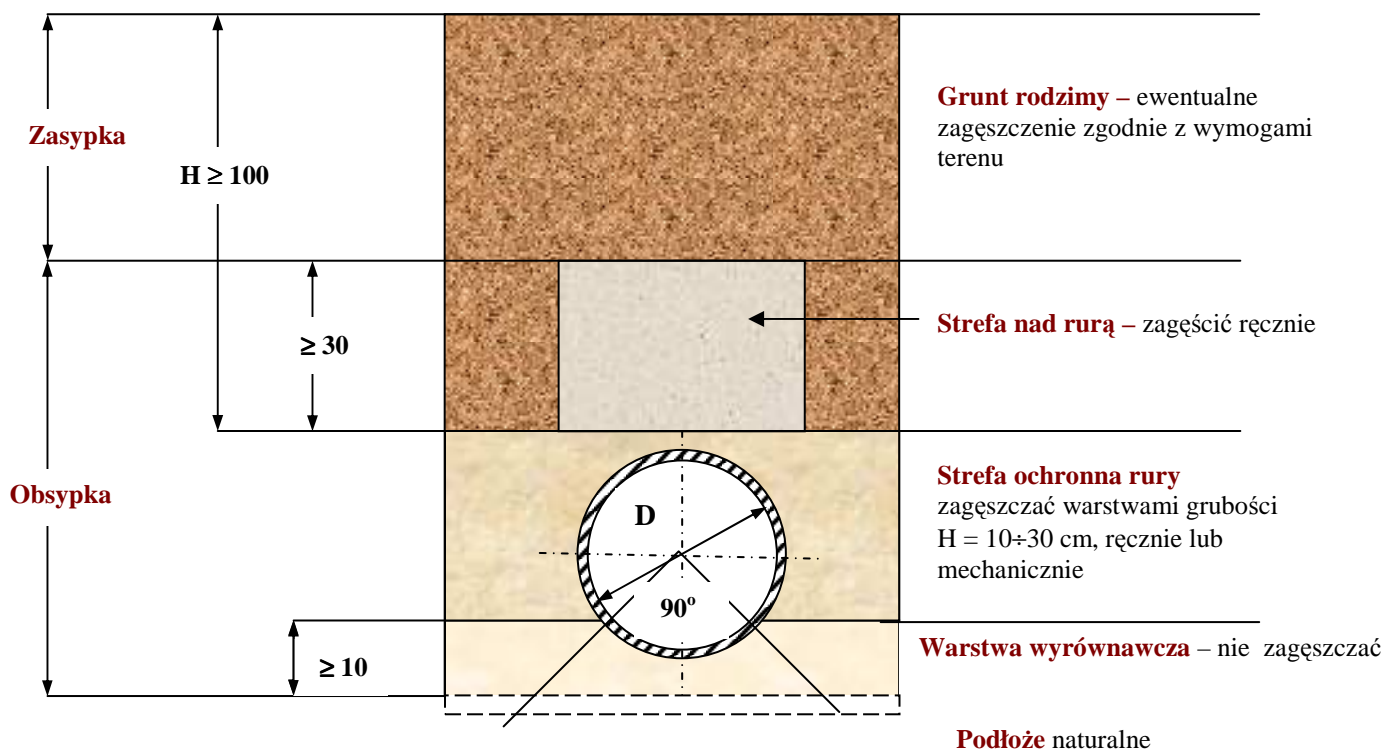 Zasypka
H ≥ 100
≥ 30
Obsypka
≥ 10
D
90º
Grunt rodzimy – ewentualne
zagęszczenie zgodnie z wymogami
terenu
Strefa nad rurą – zagęścić ręcznie
Strefa ochronna rury
zagęszczać warstwami grubości
H = 10÷30 cm, ręcznie lub
mechanicznie
Warstwa wyrównawcza – nie zagęszczać
Podłoże naturalne